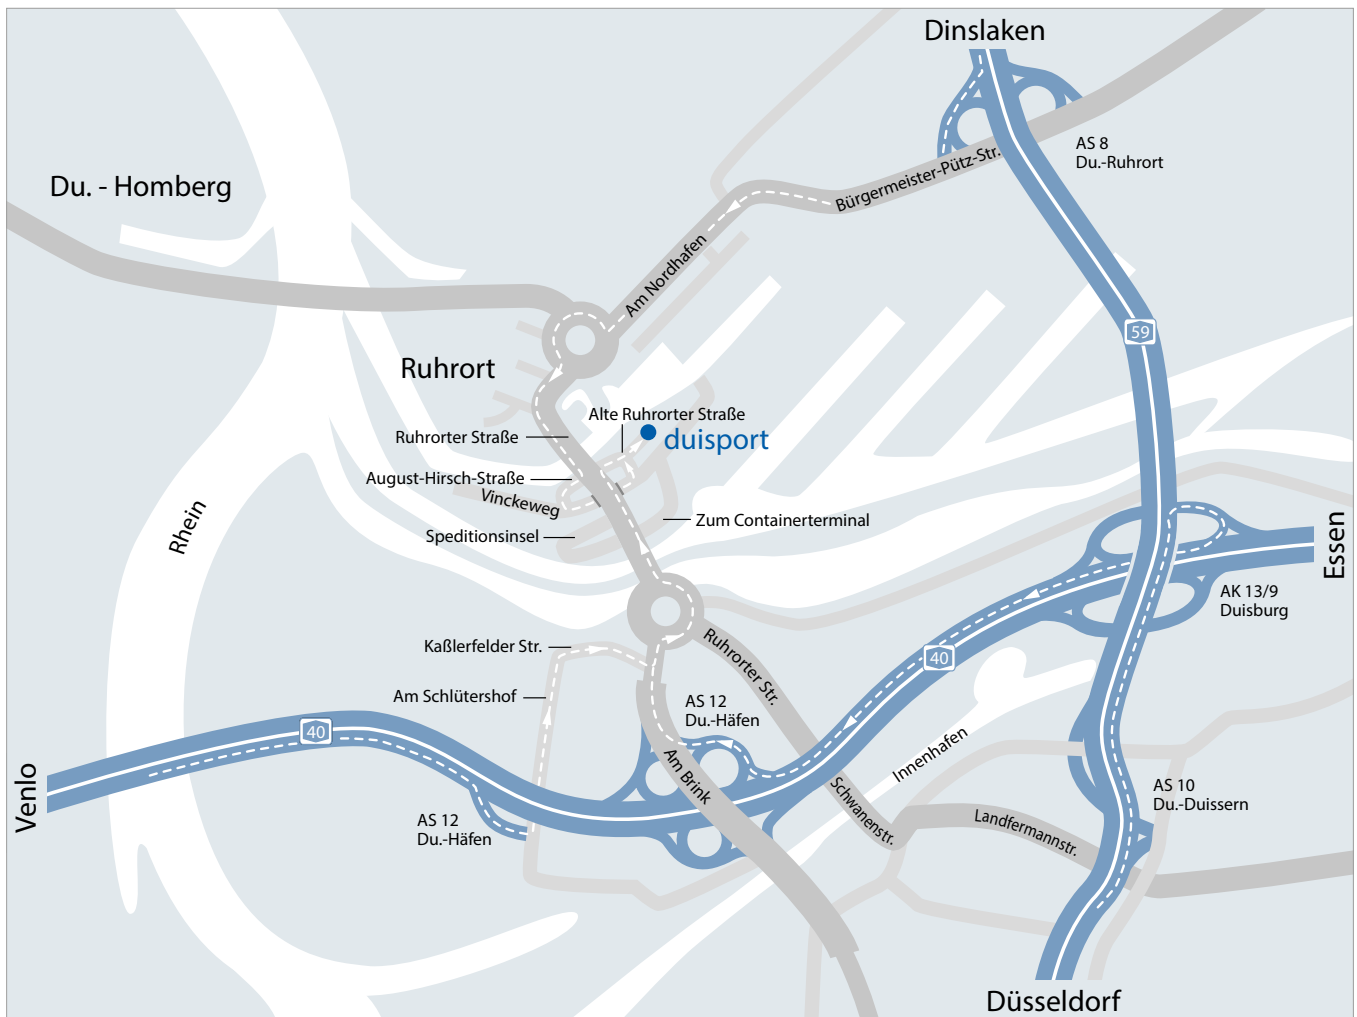 Dinslaken
AS 8
Du.-Ruhrort
Du. - Homberg
Bürgermeister-Pütz-Str.
Am Nordhafen
59
Ruhrort
Alte Ruhrorter Straße
duisport
Ruhrorter Straße
August-Hirsch-Straße
Vinckeweg
Zum Containerterminal
Speditionsinsel
Rhein
Essen
AK 13/9
Duisburg
Kaßlerfelder Str.
Ruhrorter Str.
40
Am Schlütershof
AS 12
Du.-Häfen
40
Innenhafen
Am Brink
Venlo
AS 10
Du.-Duissern
Schwanenstr.
Landfermannstr.
AS 12
Du.-Häfen
Düsseldorf